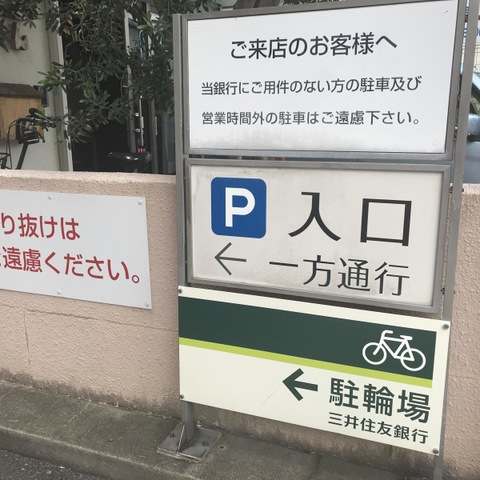 ご来店のお客様へ
当銀行にご用件のない方の駐車及び
営業時間外の駐車はご遠慮下さい。
P 入口
← 一方通行
← 駐輪場
三井住友銀行
り抜けは
遠慮ください。